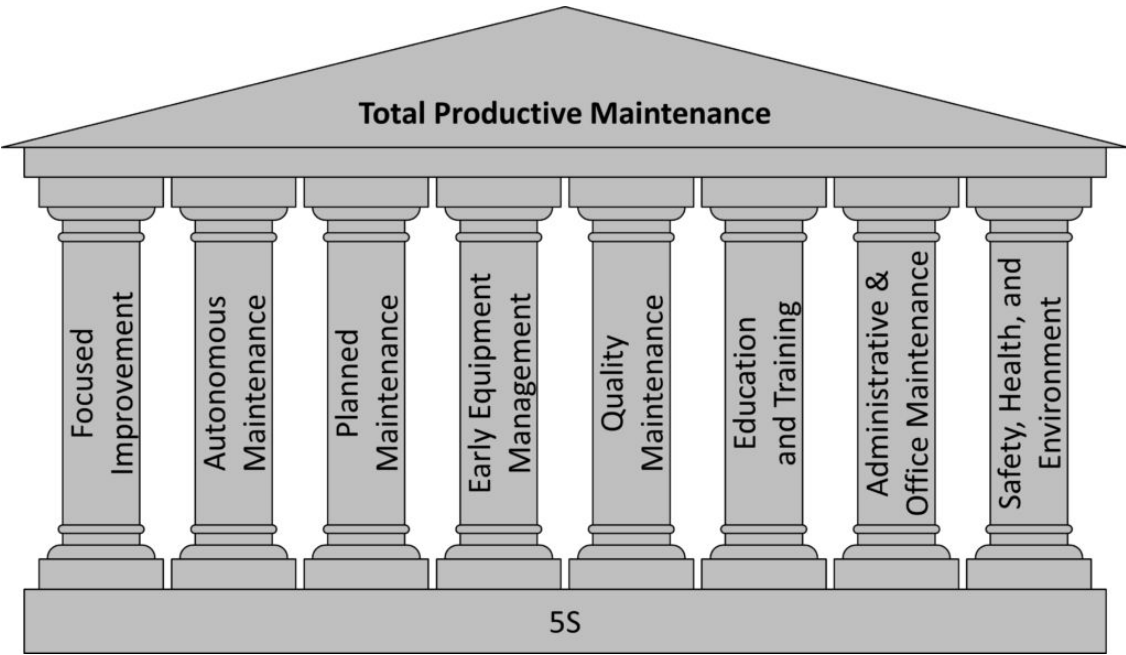 Total Productive Maintenance
Focused
Improvement
Autonomous
Maintenance
Planned
Maintenance
Early Equipment
Management
Quality
Maintenance
Education
and Training
Administrative &
Office Maintenance
Safety, Health, and
Environment
5S